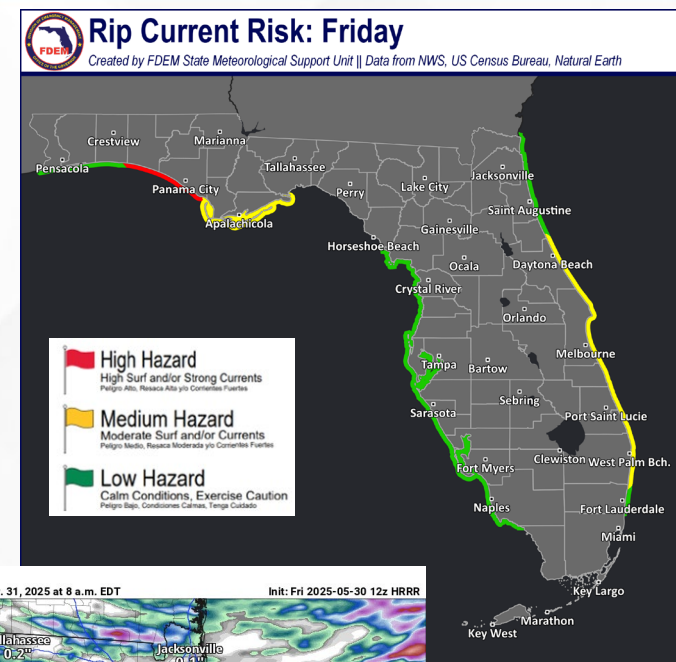 FDEM
Rip Current Risk: Friday
Created by FDEM State Meteorological Support Unit || Data from NWS, US Census Bureau, Natural Earth
Crestview
Marianna
Pensacola
Tallahassee
Jacksonville
Panama City
Perry
Lake City
Saint Augustine
Apalachicola
Gainesville
Horseshoe Beach
Ocala
Daytona Beach
Crystal River
Orlando
Melbourne
Tampa
Bartow
Sebring
Sarasota
Port Saint Lucie
Fort Myers
Clewiston
West Palm Bch.
Naples
Fort Lauderdale
Miami
Key Largo
Marathon
Key West
High Hazard
High Surf and/or Strong Currents
Peligro Alto, Resaca Alta y/o Corrientes Fuertes
Medium Hazard
Moderate Surf and/or Currents
Peligro Medio, Resaca Moderada y/o Corrientes Fuertes
Low Hazard
Calm Conditions, Exercise Caution
Peligro Bajo, Condiciones Calmas, Tenga Cuidado
. 31, 2025 at 8 a.m. EDT
Init: Fri 2025-05-30 12z HRRR
llahassee
0.2"
Jacksonville